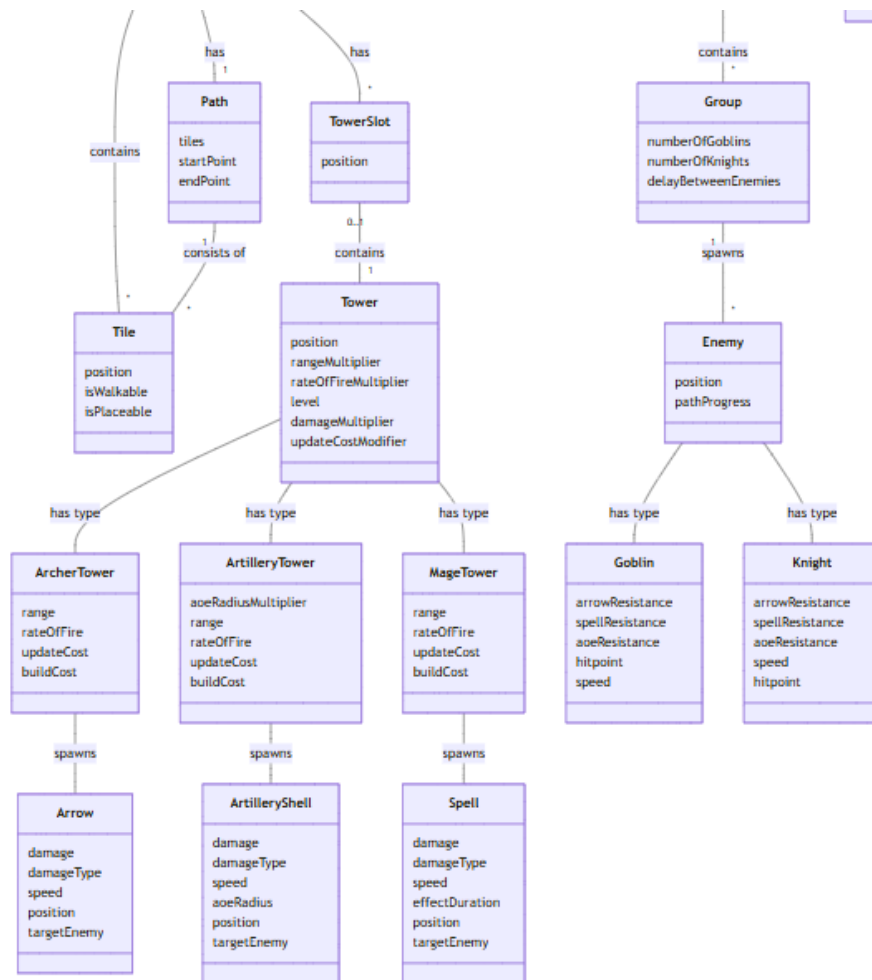 has
1
has
*
contains
*
Path
tiles
startPoint
endPoint
TowerSlot
position
Group
numberOfGoblins
numberOfKnights
delayBetweenEnemies
contains
1
consists of
*
*
0..1
contains
1
1
spawns
*
Tile
position
isWalkable
isPlaceable
Tower
position
rangeMultiplier
rateOfFireMultiplier
level
damageMultiplier
updateCostModifier
Enemy
position
pathProgress
has type
has type
has type
has type
has type
ArcherTower
range
rateOfFire
updateCost
buildCost
ArtilleryTower
aoeRadiusMultiplier
range
rateOfFire
updateCost
buildCost
MageTower
range
rateOfFire
updateCost
buildCost
Goblin
arrowResistance
spellResistance
aoeResistance
hitpoint
speed
Knight
arrowResistance
spellResistance
aoeResistance
speed
hitpoint
spawns
spawns
spawns
Arrow
damage
damageType
speed
position
targetEnemy
ArtilleryShell
damage
damageType
speed
aoeRadius
position
targetEnemy
Spell
damage
damageType
speed
effectDuration
position
targetEnemy